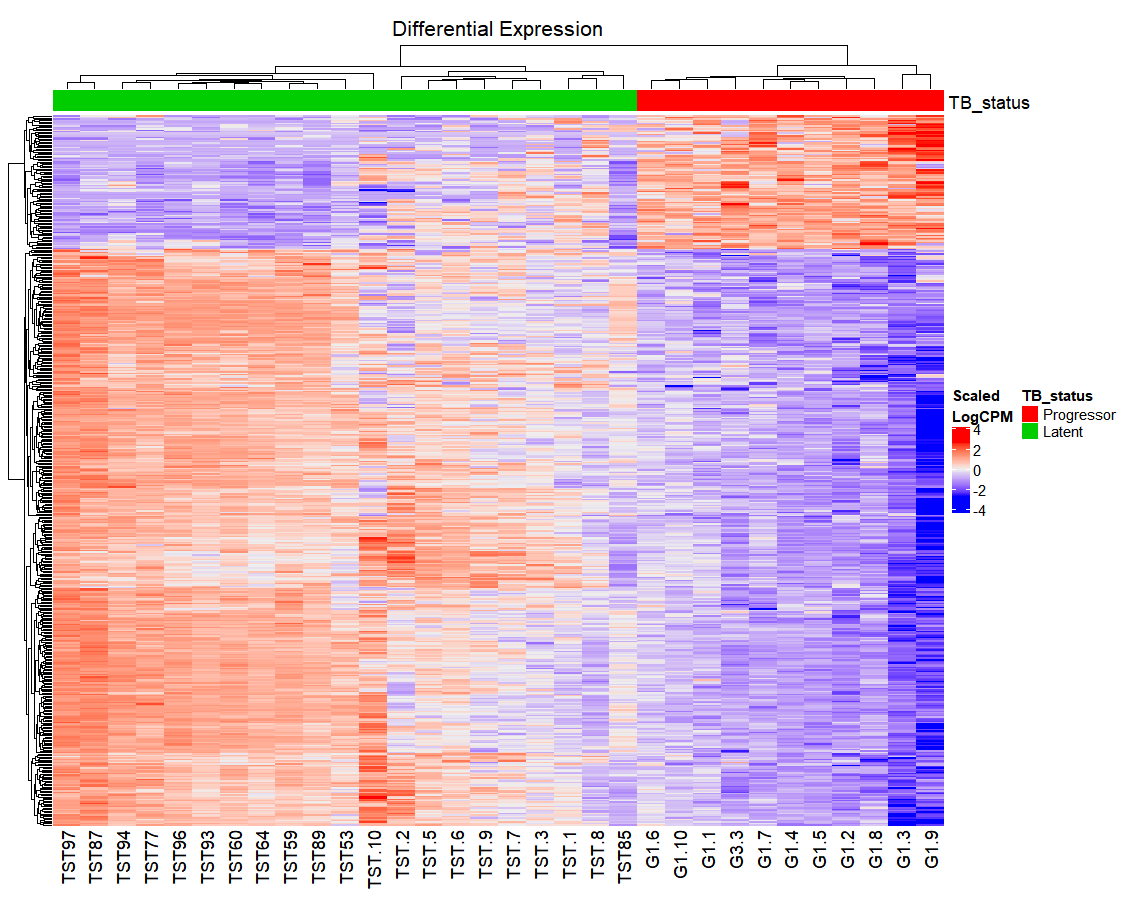 Differential Expression
TB_status
Scaled
LogCPM
4
2
0
-2
-4
TB_status
Progressor
Latent
TST97
TST87
TST94
TST77
TST96
TST93
TST60
TST64
TST59
TST89
TST53
TST.10
TST.2
TST.5
TST.6
TST.9
TST.7
TST.3
TST.1
TST.8
TST85
G1.6
G1.10
G1.1
G3.3
G1.7
G1.4
G1.5
G1.2
G1.8
G1.3
G1.9